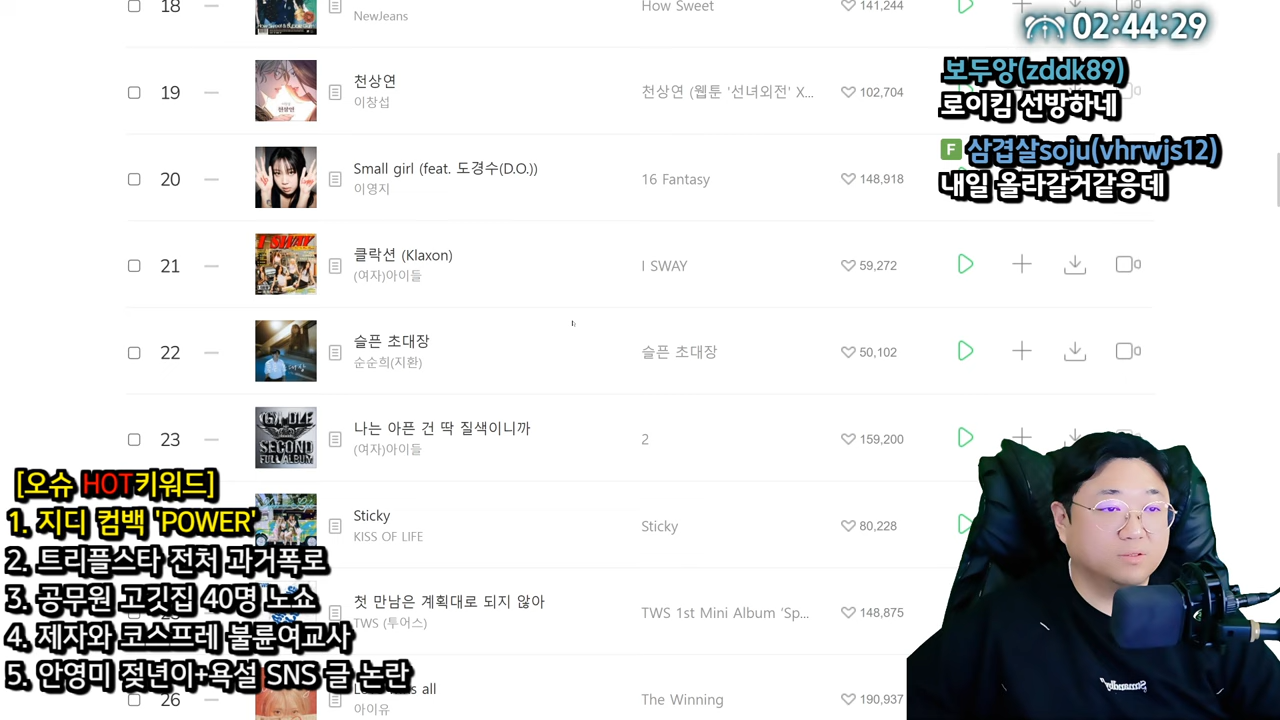 18
NewJeans
How Sweet
141,244
02:44:29
19
천상연
이창섭
천상연 (웹툰 '선녀외전' X...
102,704
보두앙(zddk89)
로이킴 선방하네
20
Small girl (feat. 도경수(D.O.))
이영지
16 Fantasy
148,918
F 삼겹살soju(vhrwjs12)
내일 올라갈거같응데
21
클락션 (Klaxon)
(여자)아이들
I SWAY
59,272
22
슬픈 초대장
순순희(지환)
슬픈 초대장
50,102
23
나는 아픈 건 딱 질색이니까
(여자)아이들
2
159,200
Sticky
KISS OF LIFE
Sticky
80,228
첫 만남은 계획대로 되지 않아
TWS (투어스)
TWS 1st Mini Album 'Sp...
148,875
26
아이유
The Winning
190,937
[오슈 HOT키워드]
1. 지디 컴백 'POWER'
2. 트리플스타 전처 과거폭로
3. 공무원 고깃집 40명 노쇼
4. 제자와 코스프레 불륜여교사
5. 안영미 젖년이+욕설 SNS 글 논란
I SWAY
(G)I-DLE
SECOND
FULL ALBUM